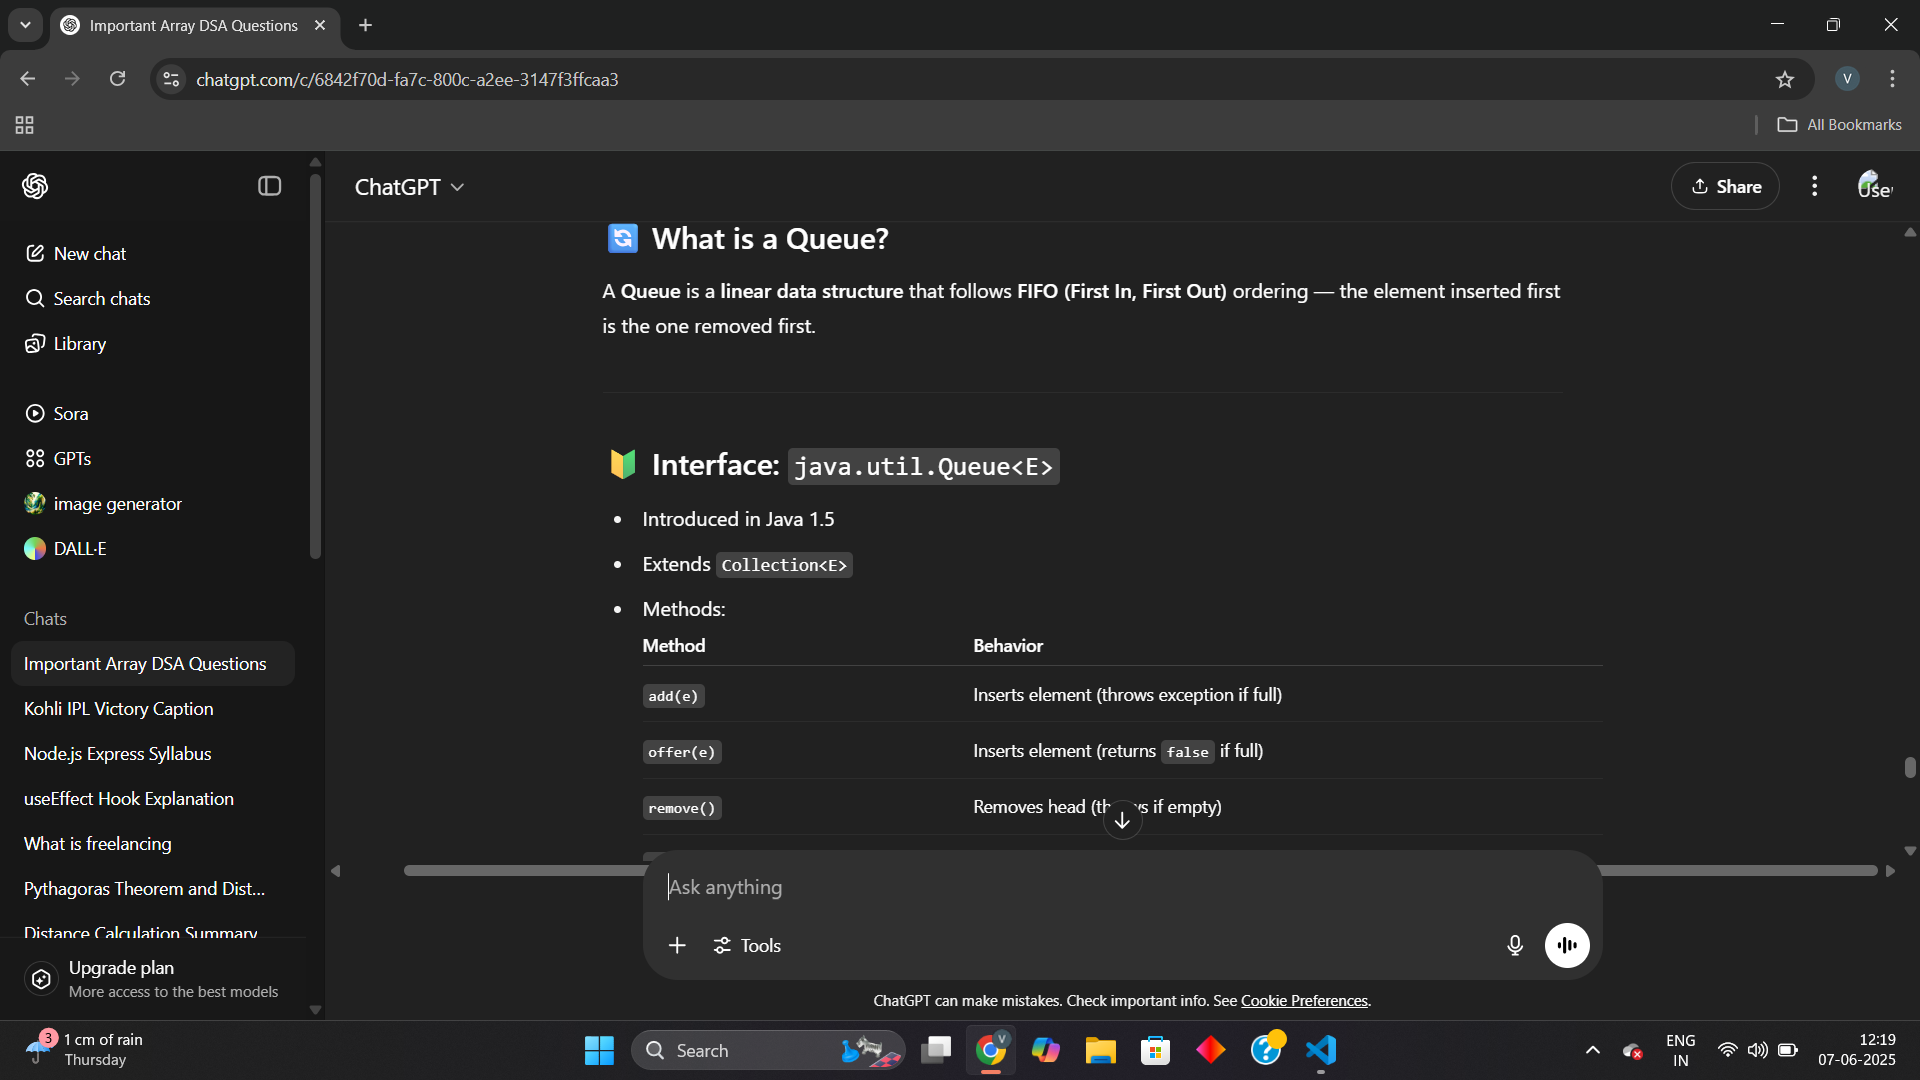 Important Array DSA Questions
chatgpt.com/c/6842f70d-fa7c-800c-a2ee-3147f3ffcaa3
V
All Bookmarks
ChatGPT
Share
User
New chat
Search chats
Library
Sora
GPTs
image generator
DALL·E
Chats
Important Array DSA Questions
Kohli IPL Victory Caption
Node.js Express Syllabus
useEffect Hook Explanation
What is freelancing
Pythagoras Theorem and Dist...
Distance Calculation Summary
Upgrade plan
More access to the best models
What is a Queue?
A Queue is a linear data structure that follows FIFO (First In, First Out) ordering — the element inserted first
is the one removed first.
Interface: java.util.Queue<E>
• Introduced in Java 1.5
• Extends Collection<E>
• Methods:
Method Behavior
add(e) Inserts element (throws exception if full)
offer(e) Inserts element (returns false if full)
remove() Removes head (throws if empty)
Ask anything
Tools
ChatGPT can make mistakes. Check important info. See Cookie Preferences.
3
1 cm of rain
Thursday
Search
V
ENG
IN
12:19
07-06-2025